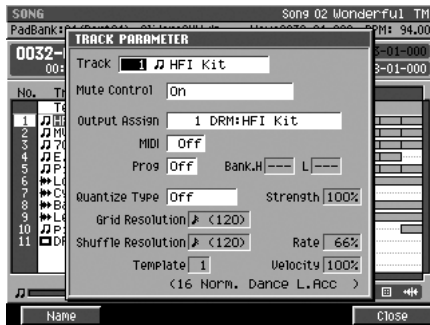 SONG Song 02 Wonderful TM
TRACK PARAMETER
94.00
0032-
00:
-01-000
3-01-000
Track 1 HFI Kit
Mute Control On
Output Assign 1 DRM:HFI Kit
MIDI Off
Prog Off Bank.H --- L ---
Quantize Type Off Strength 100%
Grid Resolution (120)
Shuffle Resolution (120) Rate 66%
Template 1 Velocity 100%
(16 Norm. Dance L.Acc )
No.
1
2
3
4
5
6
7
8
9
10
11
Name Close